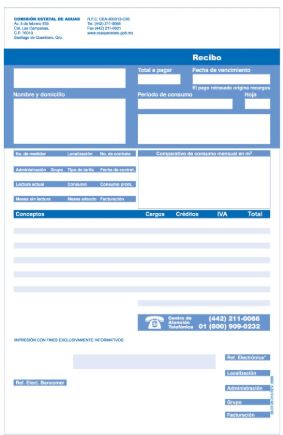 COMISIÓN ESTATAL DE AGUAS
Av. 5 de febrero #35
Col. Las Campanas,
C.P. 76010
Santiago de Querétaro, Qro.
R.F.C. CEA-800313-C95
Tel. (442) 211-0066
Fax (442) 211-0601
www.ceaqueretaro.gob.mx
Recibo
Total a pagar
Fecha de vencimiento
El pago retrasado origina recargos
Nombre y domicilio
Período de consumo
Hoja
No. de medidor Localización No. de contrato
Comparativo de consumo mensual en m³
Administración Grupo Tipo de tarifa Fecha de contrat.
Lectura actual Consumo Consumo prom.
Meses sin lectura Meses adeudo Facturación
Conceptos Cargos Créditos IVA Total
Centro de Atención Telefónica
(442) 211-0066
01 (800) 909-0232
IMPRESIÓN CON FINES EXCLUSIVAMENTE INFORMATIVOS
Ref. Electrónica*
Localización
Ref. Elect. Bancomer
Administración
Grupo
Facturación